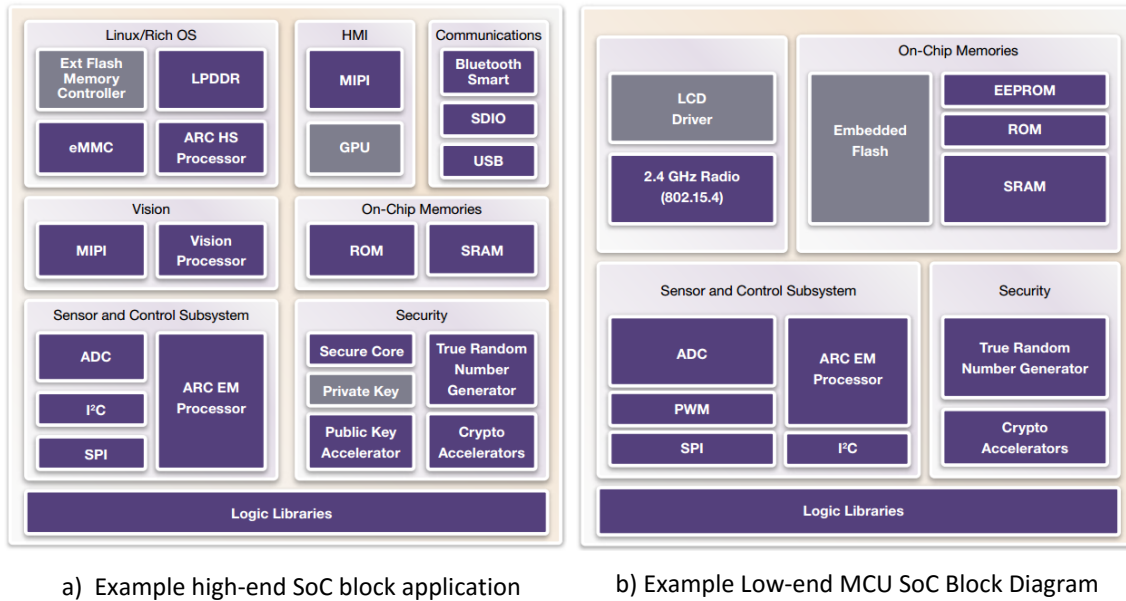 Linux/Rich OS
Ext Flash
Memory
Controller
LPDDR
eMMC
ARC HS
Processor
HMI
MIPI
GPU
Communications
Bluetooth
Smart
SDIO
USB
Vision
MIPI
Vision
Processor
On-Chip Memories
ROM
SRAM
Sensor and Control Subsystem
ADC
I²C
SPI
ARC EM
Processor
Security
Secure Core
Private Key
Public Key
Accelerator
True Random
Number
Generator
Crypto
Accelerators
Logic Libraries
a) Example high-end SoC block application
LCD
Driver
2.4 GHz Radio
(802.15.4)
On-Chip Memories
Embedded
Flash
EEPROM
ROM
SRAM
Sensor and Control Subsystem
ADC
PWM
SPI
ARC EM
Processor
I²C
Security
True Random
Number Generator
Crypto
Accelerators
Logic Libraries
b) Example Low-end MCU SoC Block Diagram